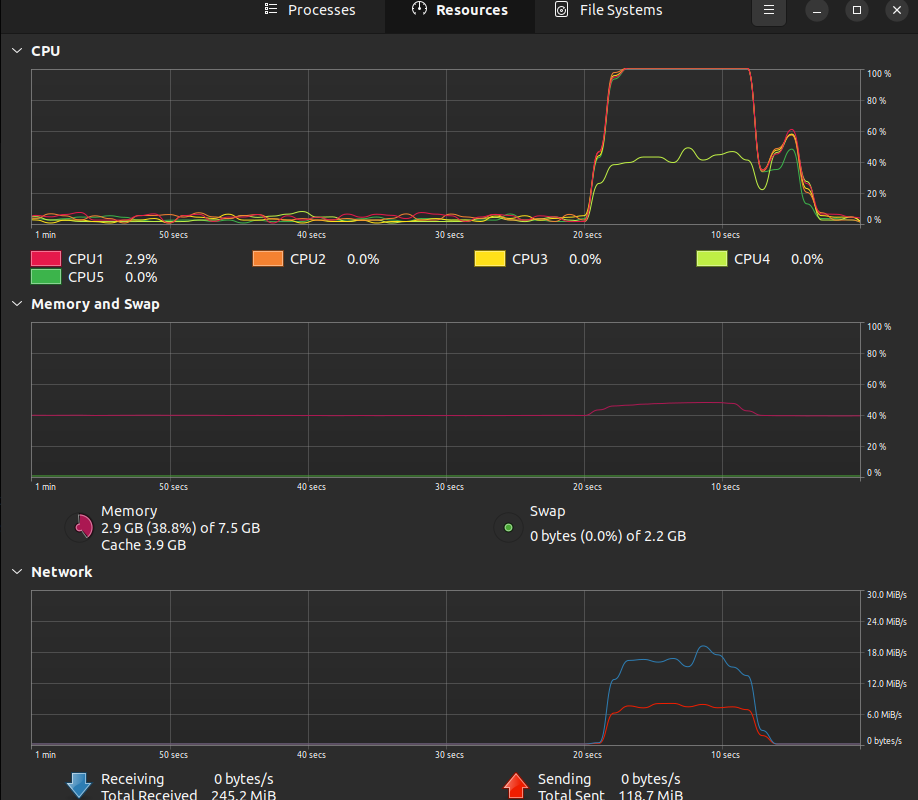 Processes Resources File Systems
CPU
100 %
80 %
60 %
40 %
20 %
0 %
1 min 50 secs 40 secs 30 secs 20 secs 10 secs
CPU1 2.9% CPU2 0.0% CPU3 0.0% CPU4 0.0%
CPU5 0.0%
Memory and Swap
100 %
80 %
60 %
40 %
20 %
0 %
1 min 50 secs 40 secs 30 secs 20 secs 10 secs
Memory
2.9 GB (38.8%) of 7.5 GB
Cache 3.9 GB
Swap
0 bytes (0.0%) of 2.2 GB
Network
30.0 MiB/s
24.0 MiB/s
18.0 MiB/s
12.0 MiB/s
6.0 MiB/s
0 bytes/s
1 min 50 secs 40 secs 30 secs 20 secs 10 secs
Receiving 0 bytes/s
Total Received 245.2 MiB
Sending 0 bytes/s
Total Sent 118.7 MiB